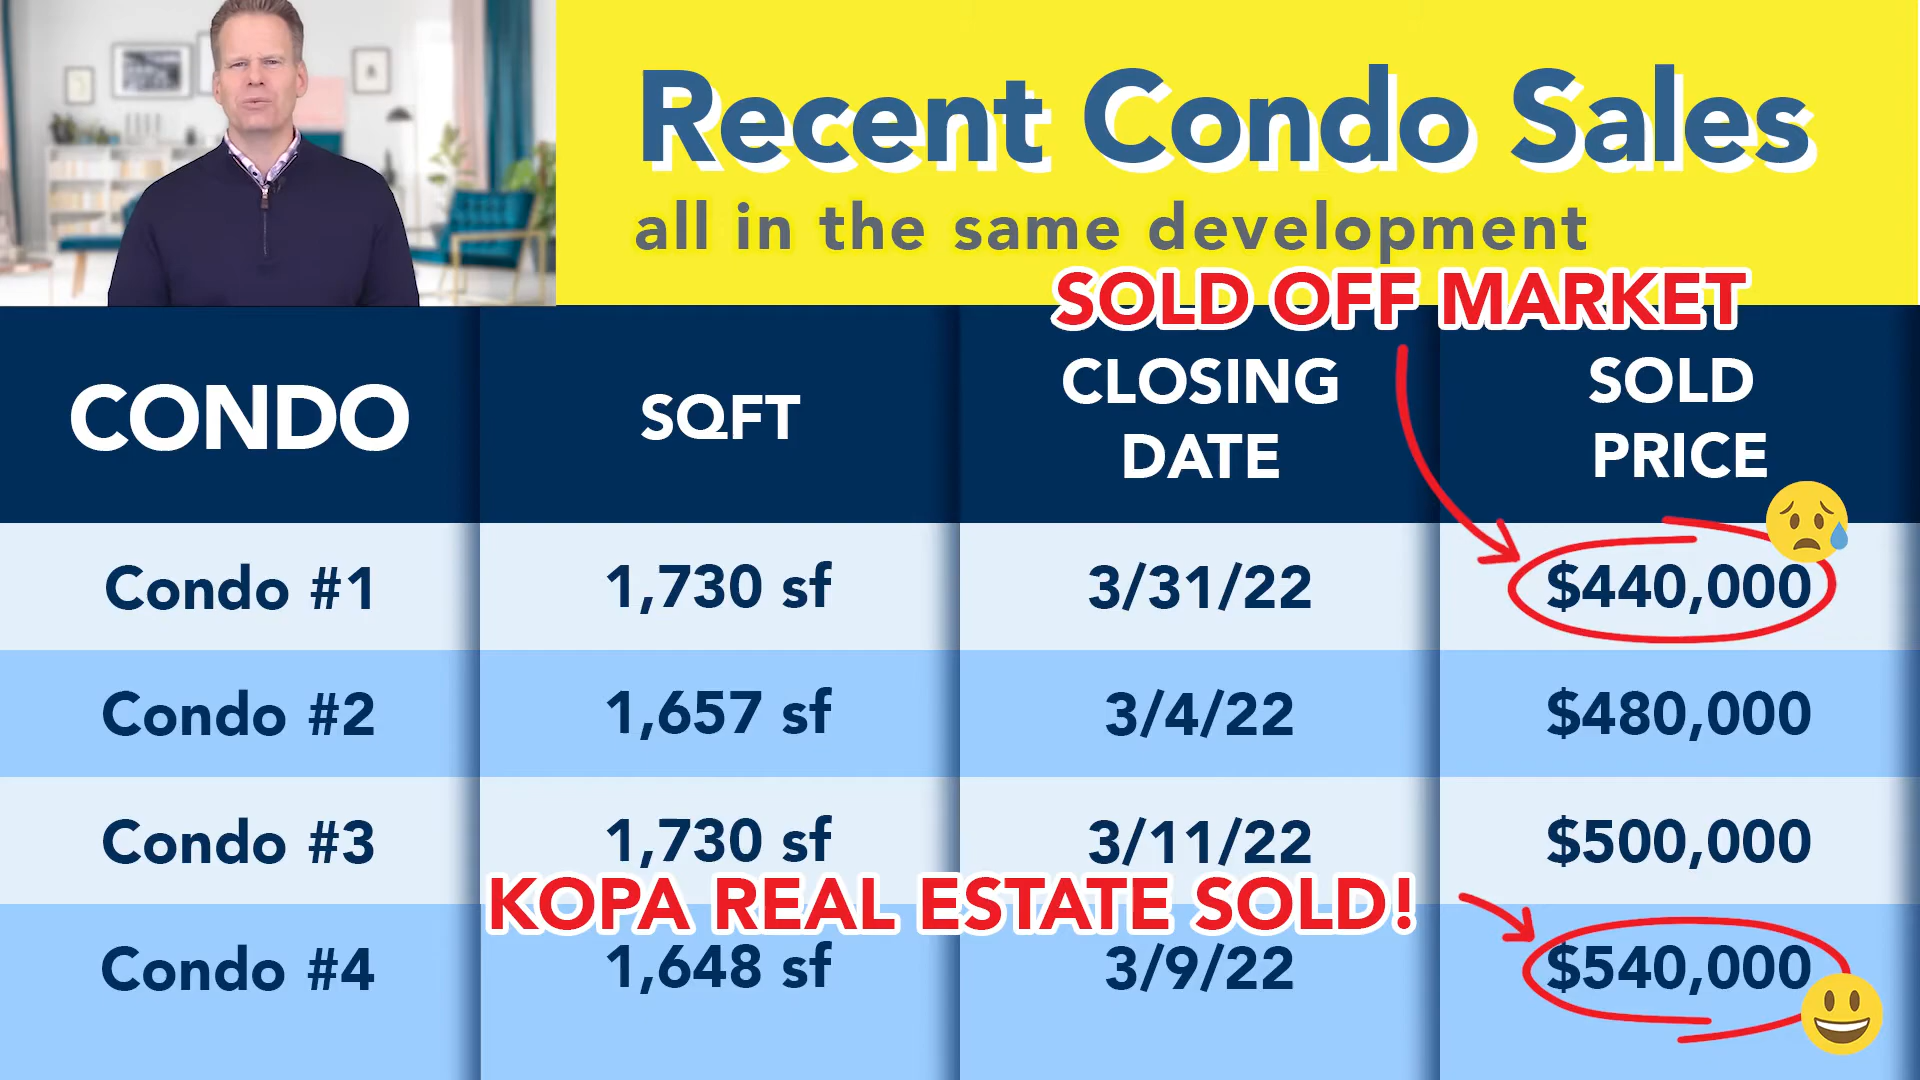 Recent Condo Sales
all in the same development
SOLD OFF MARKET
CONDO
SQFT
CLOSING
DATE
SOLD
PRICE
Condo #1
1,730 sf
3/31/22
$440,000
Condo #2
1,657 sf
3/4/22
$480,000
Condo #3
1,730 sf
3/11/22
$500,000
KOPA REAL ESTATE SOLD!
Condo #4
1,648 sf
3/9/22
$540,000